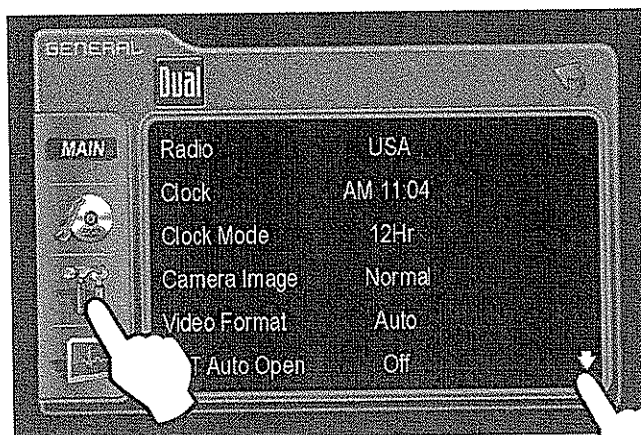 GENERAL
Dual
MAIN
Radio USA
Clock AM 11:04
Clock Mode 12Hr
Camera Image Normal
Video Format Auto
T Auto Open Off